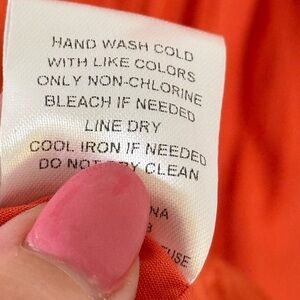 HAND WASH COLD
WITH LIKE COLORS
ONLY NON-CHLORINE
BLEACH IF NEEDED
LINE DRY
COOL IRON IF NEEDED
DO NOT DRY CLEAN